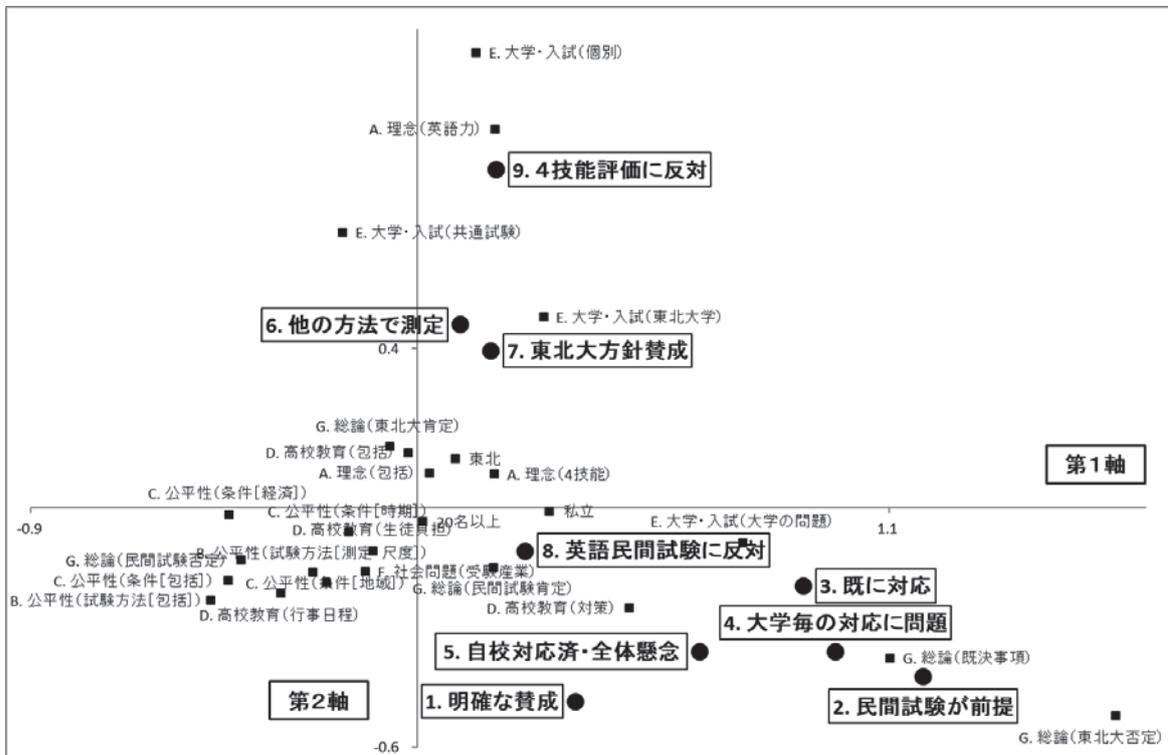 E. 大学・入試(個別)
A. 理念(英語力)
9. 4技能評価に反対
E. 大学・入試(共通試験)
6. 他の方法で測定
E. 大学・入試(東北大学)
0.4
7. 東北大方針賛成
G. 総論(東北大肯定)
D. 高校教育(包括)
東北
A. 理念(包括)
A. 理念(4技能)
第1軸
C. 公平性(条件[経済])
-0.9
C. 公平性(条件[時期])
20名以上
私立
1.1
D. 高校教育(生徒負担)
E. 大学・入試(大学の問題)
B. 公平性(試験方法[測定・尺度])
8. 英語民間試験に反対
G. 総論(民間試験否定)
F. 社会問題(受験産業)
C. 公平性(条件[包括])
C. 公平性(条件[地域])
G. 総論(民間試験肯定)
3. 既に対応
B. 公平性(試験方法[包括])
D. 高校教育(行事日程)
D. 高校教育(対策)
4. 大学毎の対応に問題
5. 自校対応済・全体懸念
G. 総論(既決事項)
第2軸
1. 明確な賛成
2. 民間試験が前提
G. 総論(東北大否定)
-0.6